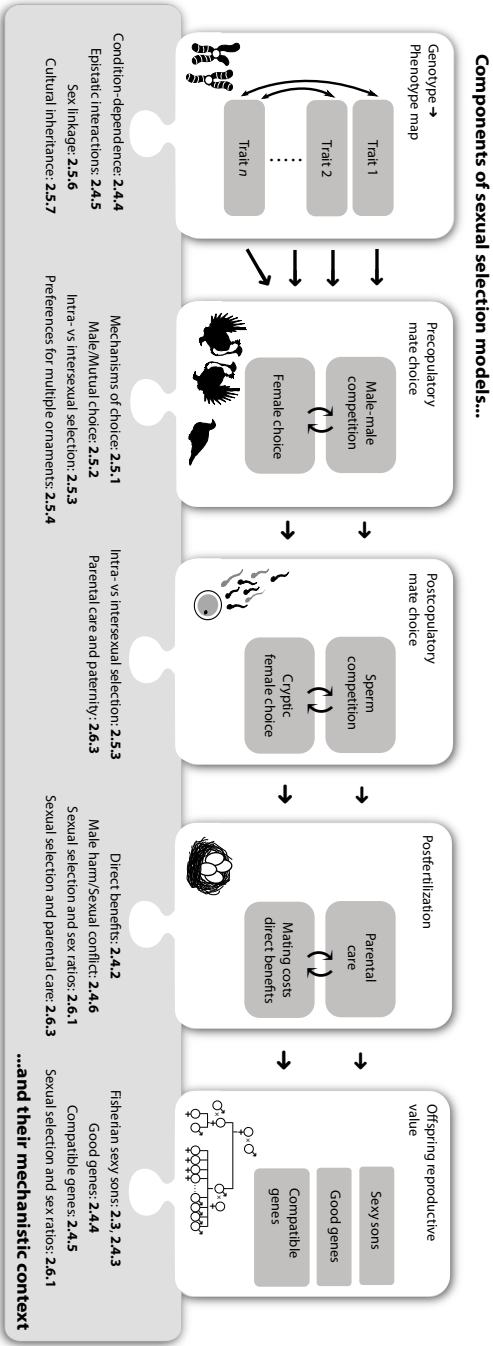 Components of sexual selection models...
Genotype ➔
Phenotype map
Trait 1
Trait 2
......
Trait n
Condition-dependence: 2.4.4
Epistatic interactions: 2.4.5
Sex linkage: 2.5.6
Cultural inheritance: 2.5.7
Precopulatory
mate choice
Male–male
competition
Female choice
Mechanisms of choice: 2.5.1
Male/Mutual choice: 2.5.2
Intra- vs intersexual selection: 2.5.3
Preferences for multiple ornaments: 2.5.4
Postcopulatory
mate choice
Sperm
competition
Cryptic
female choice
Intra- vs intersexual selection: 2.5.3
Parental care and paternity: 2.6.3
Postfertilization
Parental
care
Mating costs
direct benefits
Direct benefits: 2.4.2
Male harm/Sexual conflict: 2.4.6
Sexual selection and sex ratios: 2.6.1
Sexual selection and parental care: 2.6.3
Offspring reproductive
value
Sexy sons
Good genes
Compatible
genes
Fisherian sexy sons: 2.3, 2.4.3
Good genes: 2.4.4
Compatible genes: 2.4.5
Sexual selection and sex ratios: 2.6.1
...and their mechanistic context